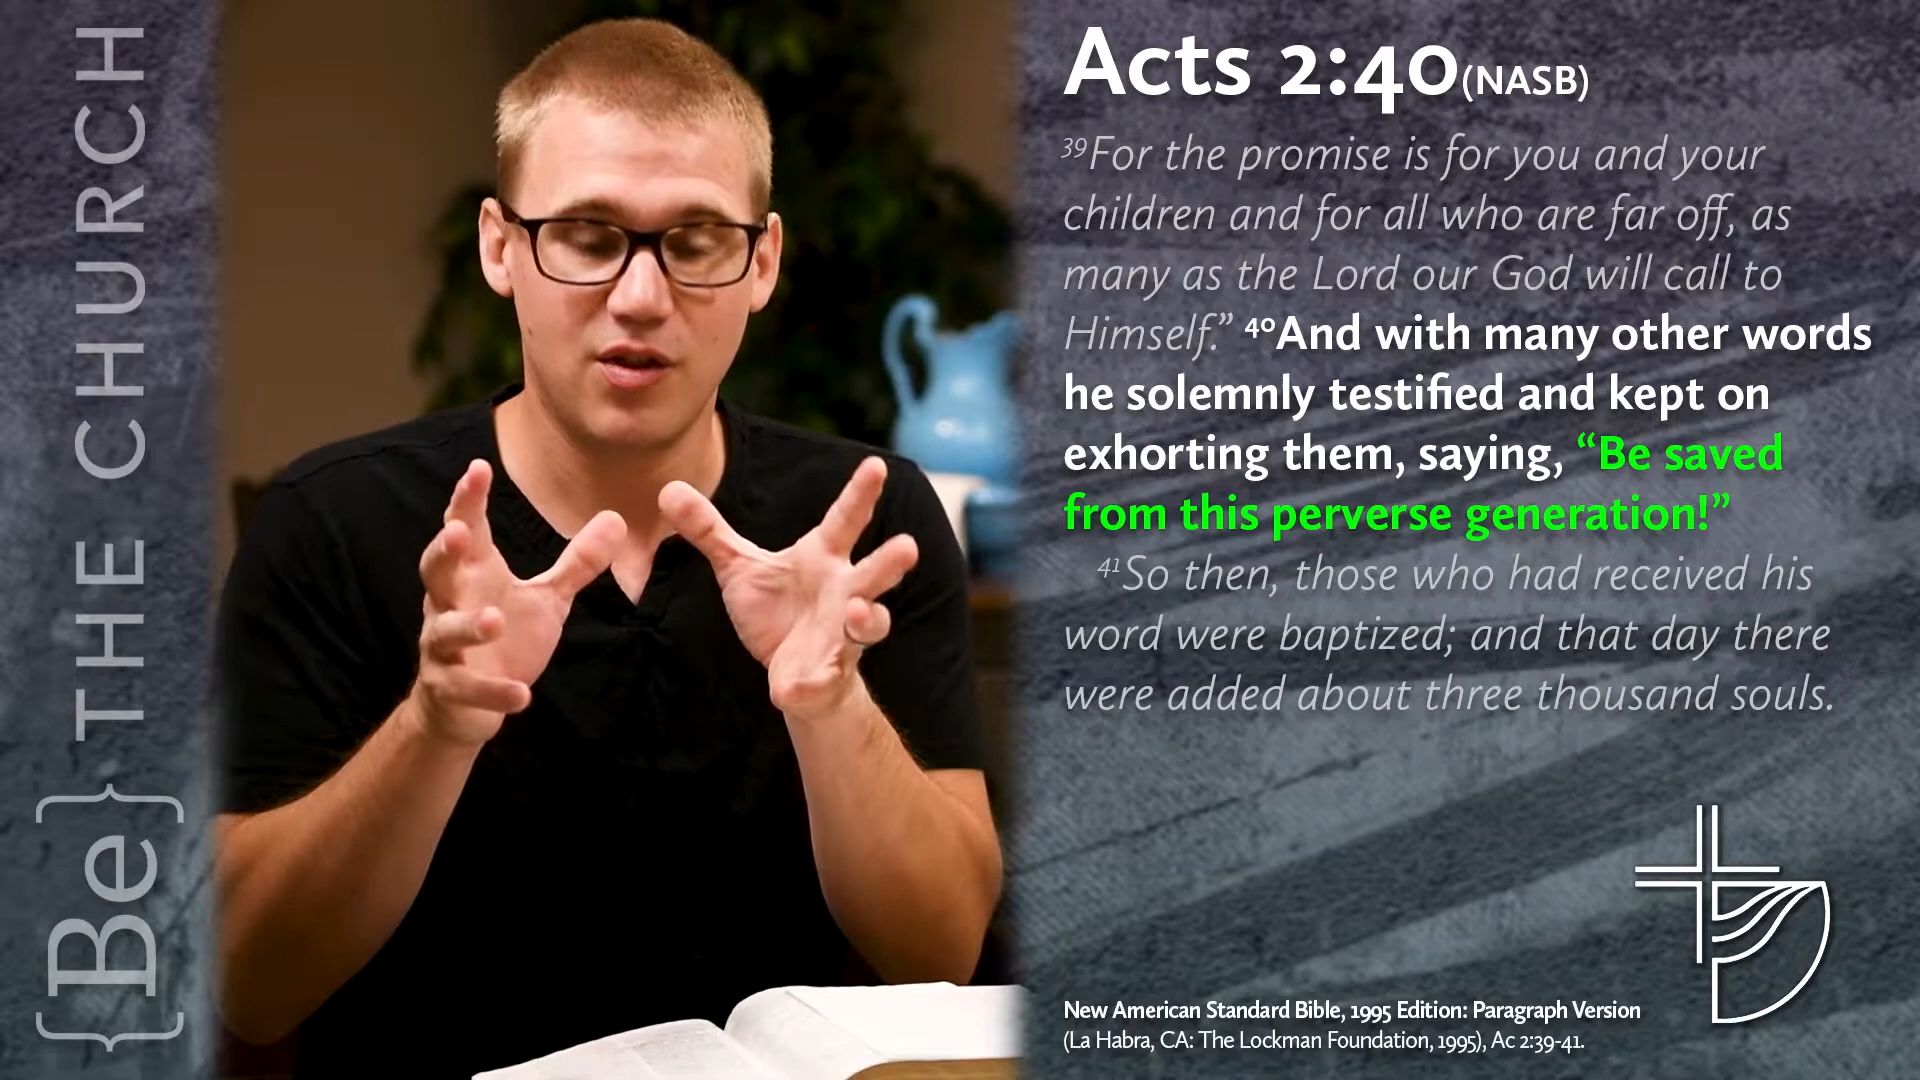 {Be} THE CHURCH
Acts 2:40(NASB)
39For the promise is for you and your
children and for all who are far off, as
many as the Lord our God will call to
Himself.” 40And with many other words
he solemnly testified and kept on
exhorting them, saying, “Be saved
from this perverse generation!”
41So then, those who had received his
word were baptized; and that day there
were added about three thousand souls.
New American Standard Bible, 1995 Edition: Paragraph Version
(La Habra, CA: The Lockman Foundation, 1995), Ac 2:39-41.